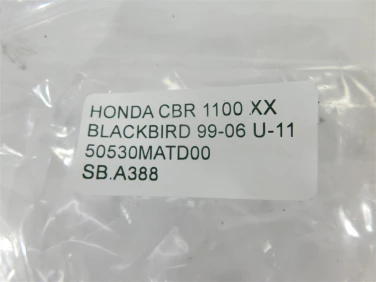 HONDA CBR 1100 XX
BLACKBIRD 99-06 U-11
50530MATD00
SB.A388